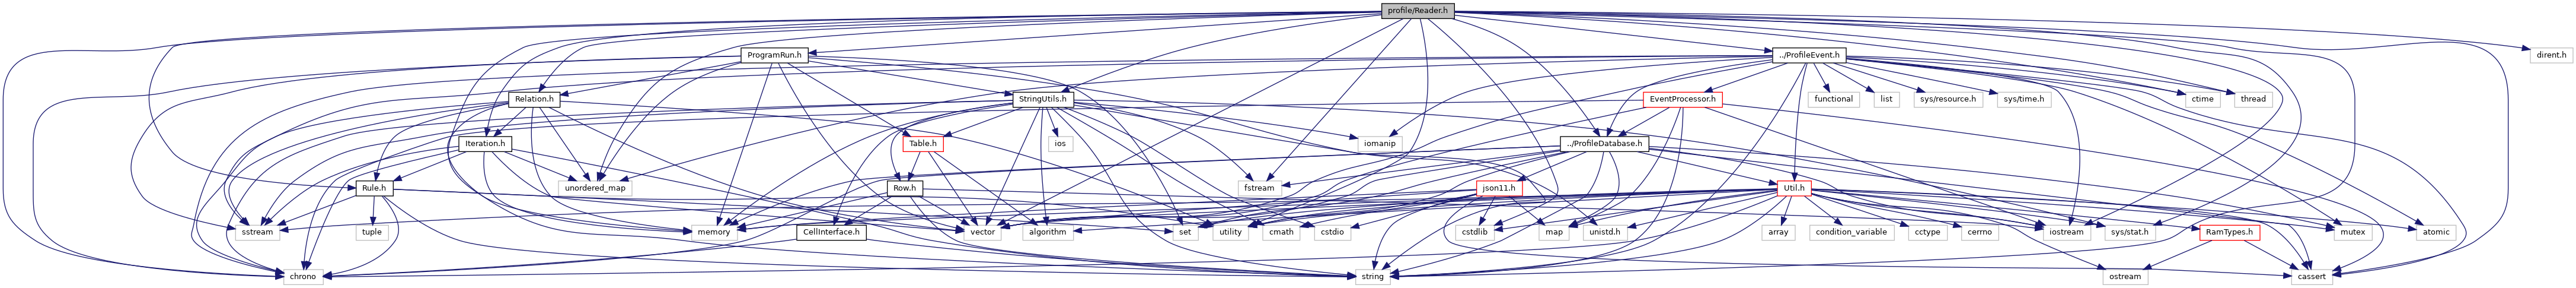 profile/Reader.h
ProgramRun.h
../ProfileEvent.h
dirent.h
Relation.h
StringUtils.h
EventProcessor.h
functional
list
sys/resource.h
sys/time.h
ctime
thread
Iteration.h
Table.h
ios
iomanip
../ProfileDatabase.h
Rule.h
unordered_map
Row.h
fstream
json11.h
Util.h
sstream
tuple
memory
CellInterface.h
vector
algorithm
set
utility
cmath
cstdio
cstdlib
map
unistd.h
array
condition_variable
cctype
cerrno
iostream
sys/stat.h
RamTypes.h
mutex
atomic
chrono
string
ostream
cassert